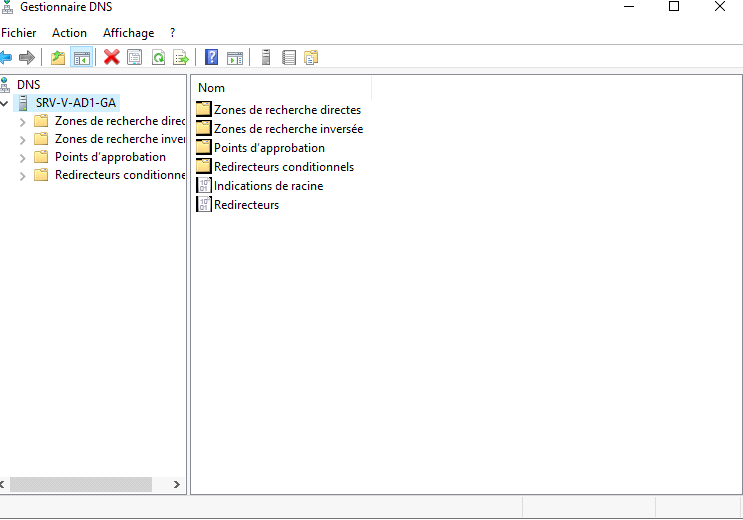 Gestionnaire DNS
Fichier Action Affichage ?
DNS
SRV-V-AD1-GA
Zones de recherche direc
Zones de recherche inver
Points d'approbation
Redirecteurs conditionne
Nom
Zones de recherche directes
Zones de recherche inversée
Points d'approbation
Redirecteurs conditionnels
Indications de racine
Redirecteurs